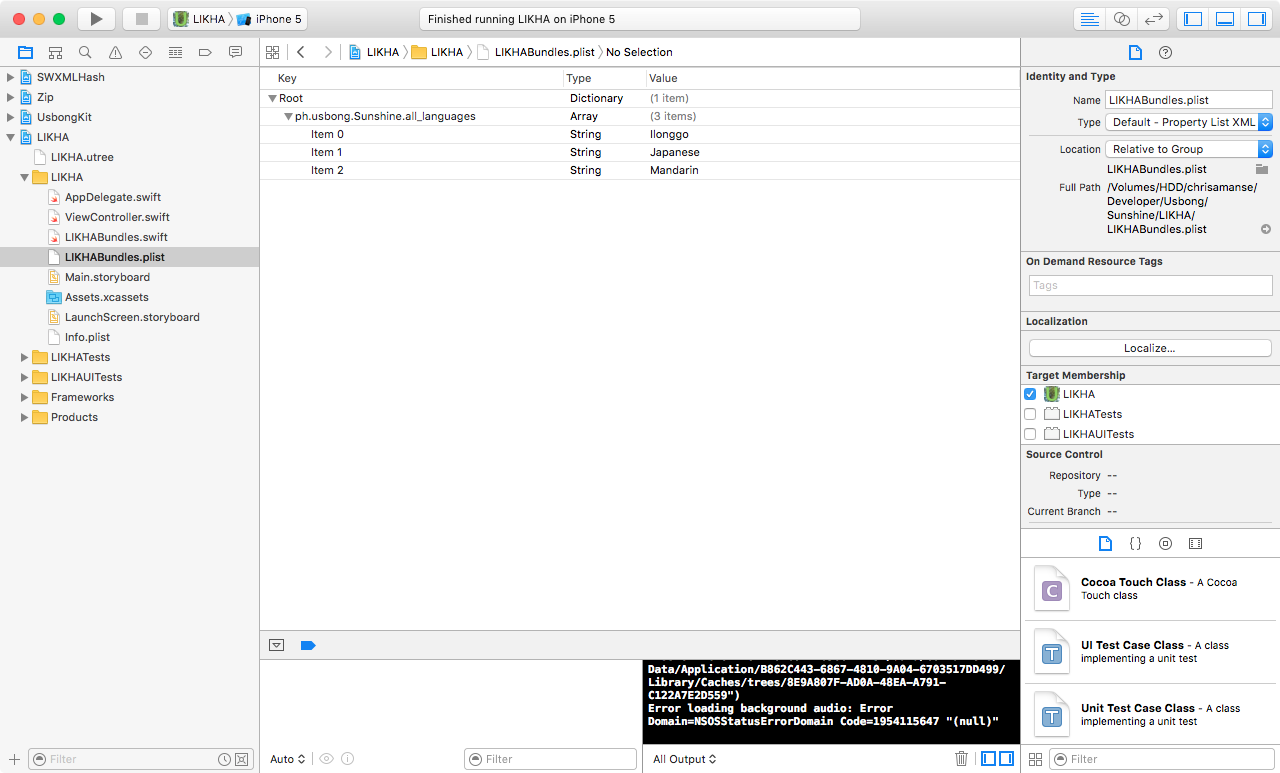 LIKHA iPhone 5
Finished running LIKHA on iPhone 5
LIKHA LIKHA LIKHABundles.plist No Selection
SWXMLHash
Zip
UsbongKit
LIKHA
LIKHA.utree
LIKHA
AppDelegate.swift
ViewController.swift
LIKHABundles.swift
LIKHABundles.plist
Main.storyboard
Assets.xcassets
LaunchScreen.storyboard
Info.plist
LIKHATests
LIKHAUITests
Frameworks
Products
Filter
Key Type Value
Root Dictionary (1 item)
ph.usbong.Sunshine.all_languages Array (3 items)
Item 0 String Ilonggo
Item 1 String Japanese
Item 2 String Mandarin
Auto
Filter
Data/Application/B862C443-6867-4810-9A04-6703517DD499/
Library/Caches/trees/8E9A807F-AD0A-48EA-A791-
C122A7E2D559")
Error loading background audio: Error
Domain=NSOSStatusErrorDomain Code=1954115647 "(null)"
All Output
Identity and Type
Name LIKHABundles.plist
Type Default - Property List XML
Location Relative to Group
LIKHABundles.plist
Full Path /Volumes/HDD/chrisamanse/
Developer/Usbong/
Sunshine/LIKHA/
LIKHABundles.plist
On Demand Resource Tags
Tags
Localization
Localize...
Target Membership
LIKHA
LIKHATests
LIKHAUITests
Source Control
Repository --
Type --
Current Branch --
C
Cocoa Touch Class - A Cocoa
Touch class
T
UI Test Case Class - A class
implementing a unit test
T
Unit Test Case Class - A class
implementing a unit test
Filter